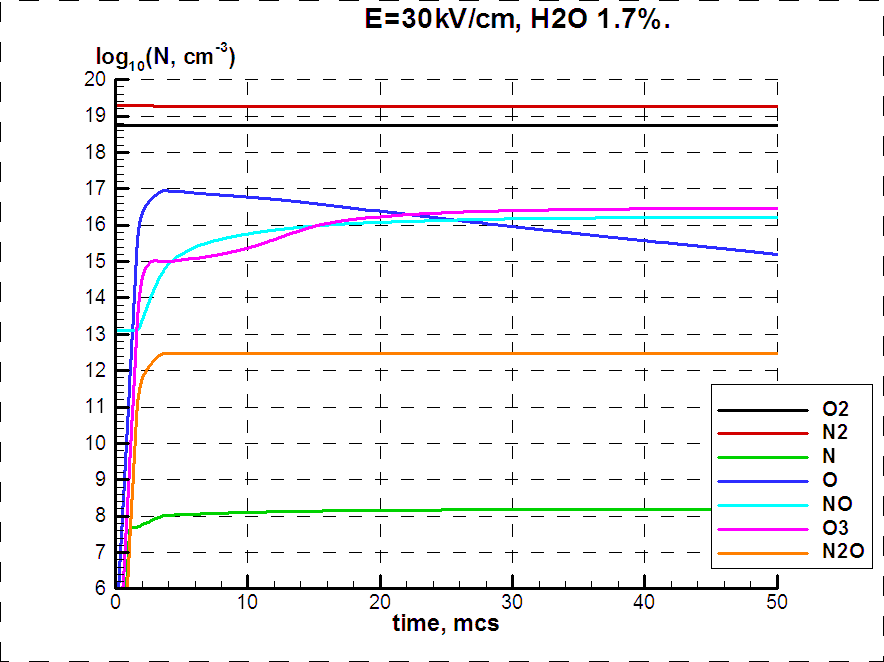 E=30kV/cm, H2O 1.7%.
log10(N, cm-3)
20
19
18
17
16
15
14
13
12
11
10
9
8
7
6
0 10 20 30 40 50
time, mcs
O2
N2
N
O
NO
O3
N2O